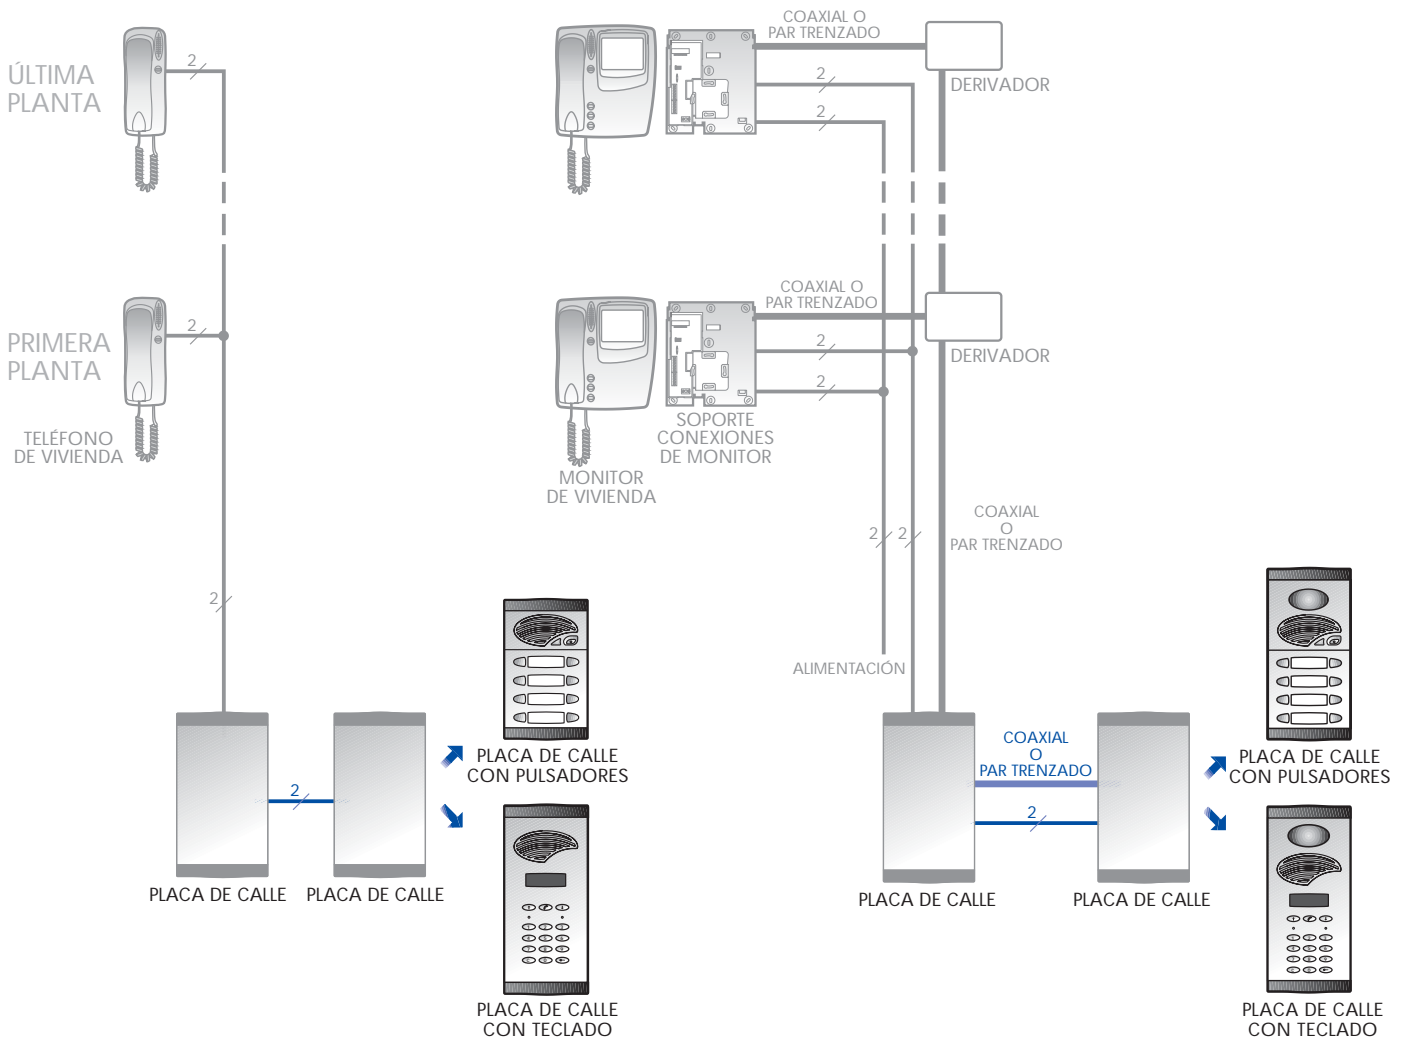 COAXIAL O
PAR TRENZADO
2
ÚLTIMA
PLANTA
2
2
DERIVADOR
COAXIAL O
PAR TRENZADO
2
PRIMERA
PLANTA
2
2
DERIVADOR
TELÉFONO
DE VIVIENDA
SOPORTE
CONEXIONES
DE MONITOR
MONITOR
DE VIVIENDA
COAXIAL
O
PAR TRENZADO
2
2
2
ALIMENTACIÓN
PLACA DE CALLE
CON PULSADORES
2
PLACA DE CALLE
PLACA DE CALLE
PLACA DE CALLE
CON TECLADO
COAXIAL
O
PAR TRENZADO
2
PLACA DE CALLE
CON PULSADORES
PLACA DE CALLE
PLACA DE CALLE
PLACA DE CALLE
CON TECLADO